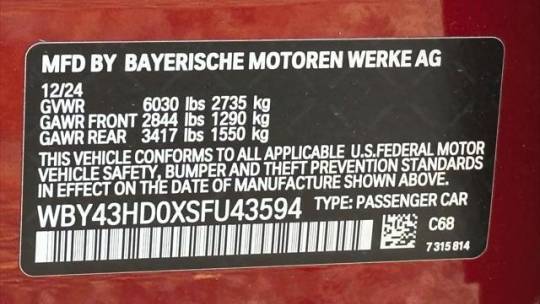 MFD BY BAYERISCHE MOTOREN WERKE AG
12/24
GVWR 6030 lbs 2735 kg
GAWR FRONT 2844 lbs 1290 kg
GAWR REAR 3417 lbs 1550 kg
THIS VEHICLE CONFORMS TO ALL APPLICABLE U.S.FEDERAL MOTOR
VEHICLE SAFETY, BUMPER AND THEFT PREVENTION STANDARDS
IN EFFECT ON THE DATE OF MANUFACTURE SHOWN ABOVE.
WBY43HD0XSFU43594 TYPE: PASSENGER CAR
C68
7 315 814